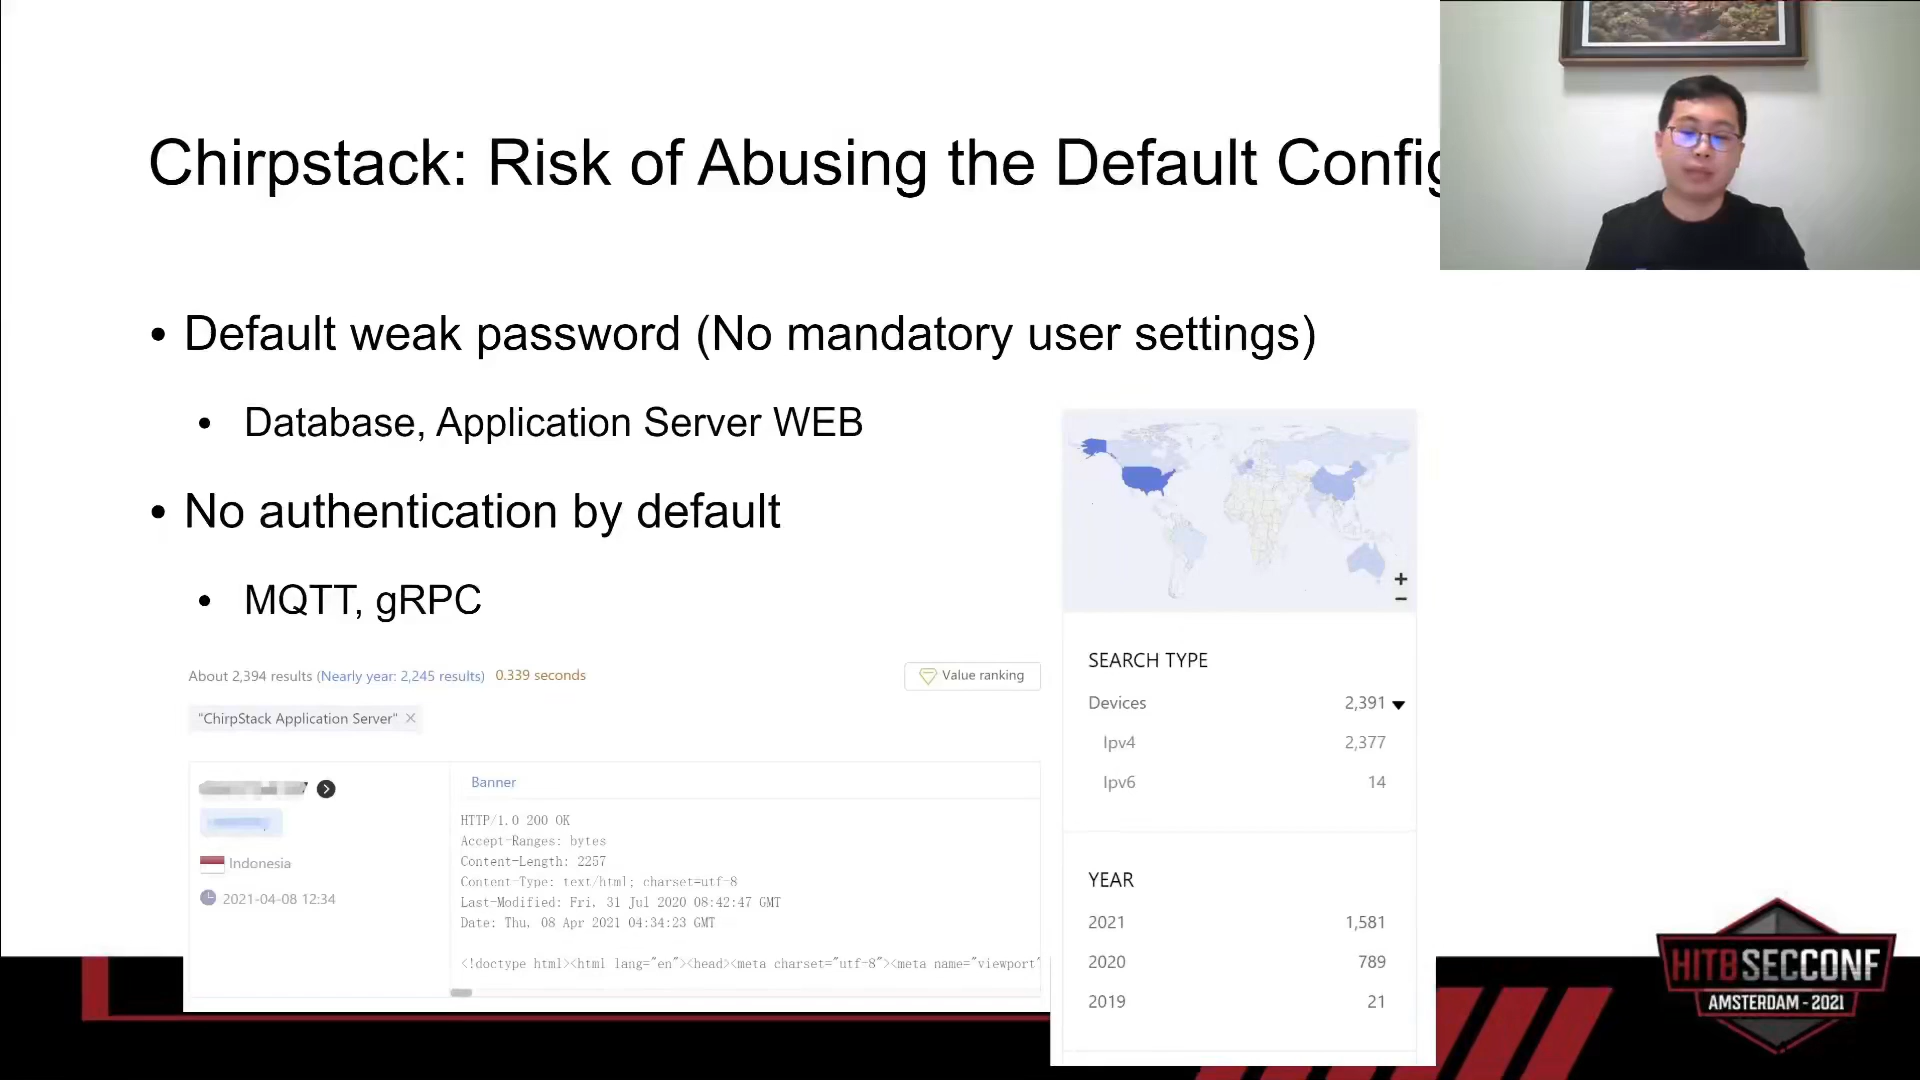 Chirpstack: Risk of Abusing the Default Config
• Default weak password (No mandatory user settings)
• Database, Application Server WEB
• No authentication by default
• MQTT, gRPC
About 2,394 results (Nearly year: 2,245 results) 0.339 seconds
Value ranking
"ChirpStack Application Server" ×
Indonesia
2021-04-08 12:34
Banner
HTTP/1.0 200 OK
Accept-Ranges: bytes
Content-Length: 2257
Content-Type: text/html; charset=utf-8
Last-Modified: Fri, 31 Jul 2020 08:42:47 GMT
Date: Thu, 08 Apr 2021 04:34:23 GMT
<!doctype html><html lang="en"><head><meta charset="utf-8"><meta name="viewport"
+
−
SEARCH TYPE
Devices 2,391
Ipv4 2,377
Ipv6 14
YEAR
2021 1,581
2020 789
2019 21
HITBSECCONF
AMSTERDAM - 2021